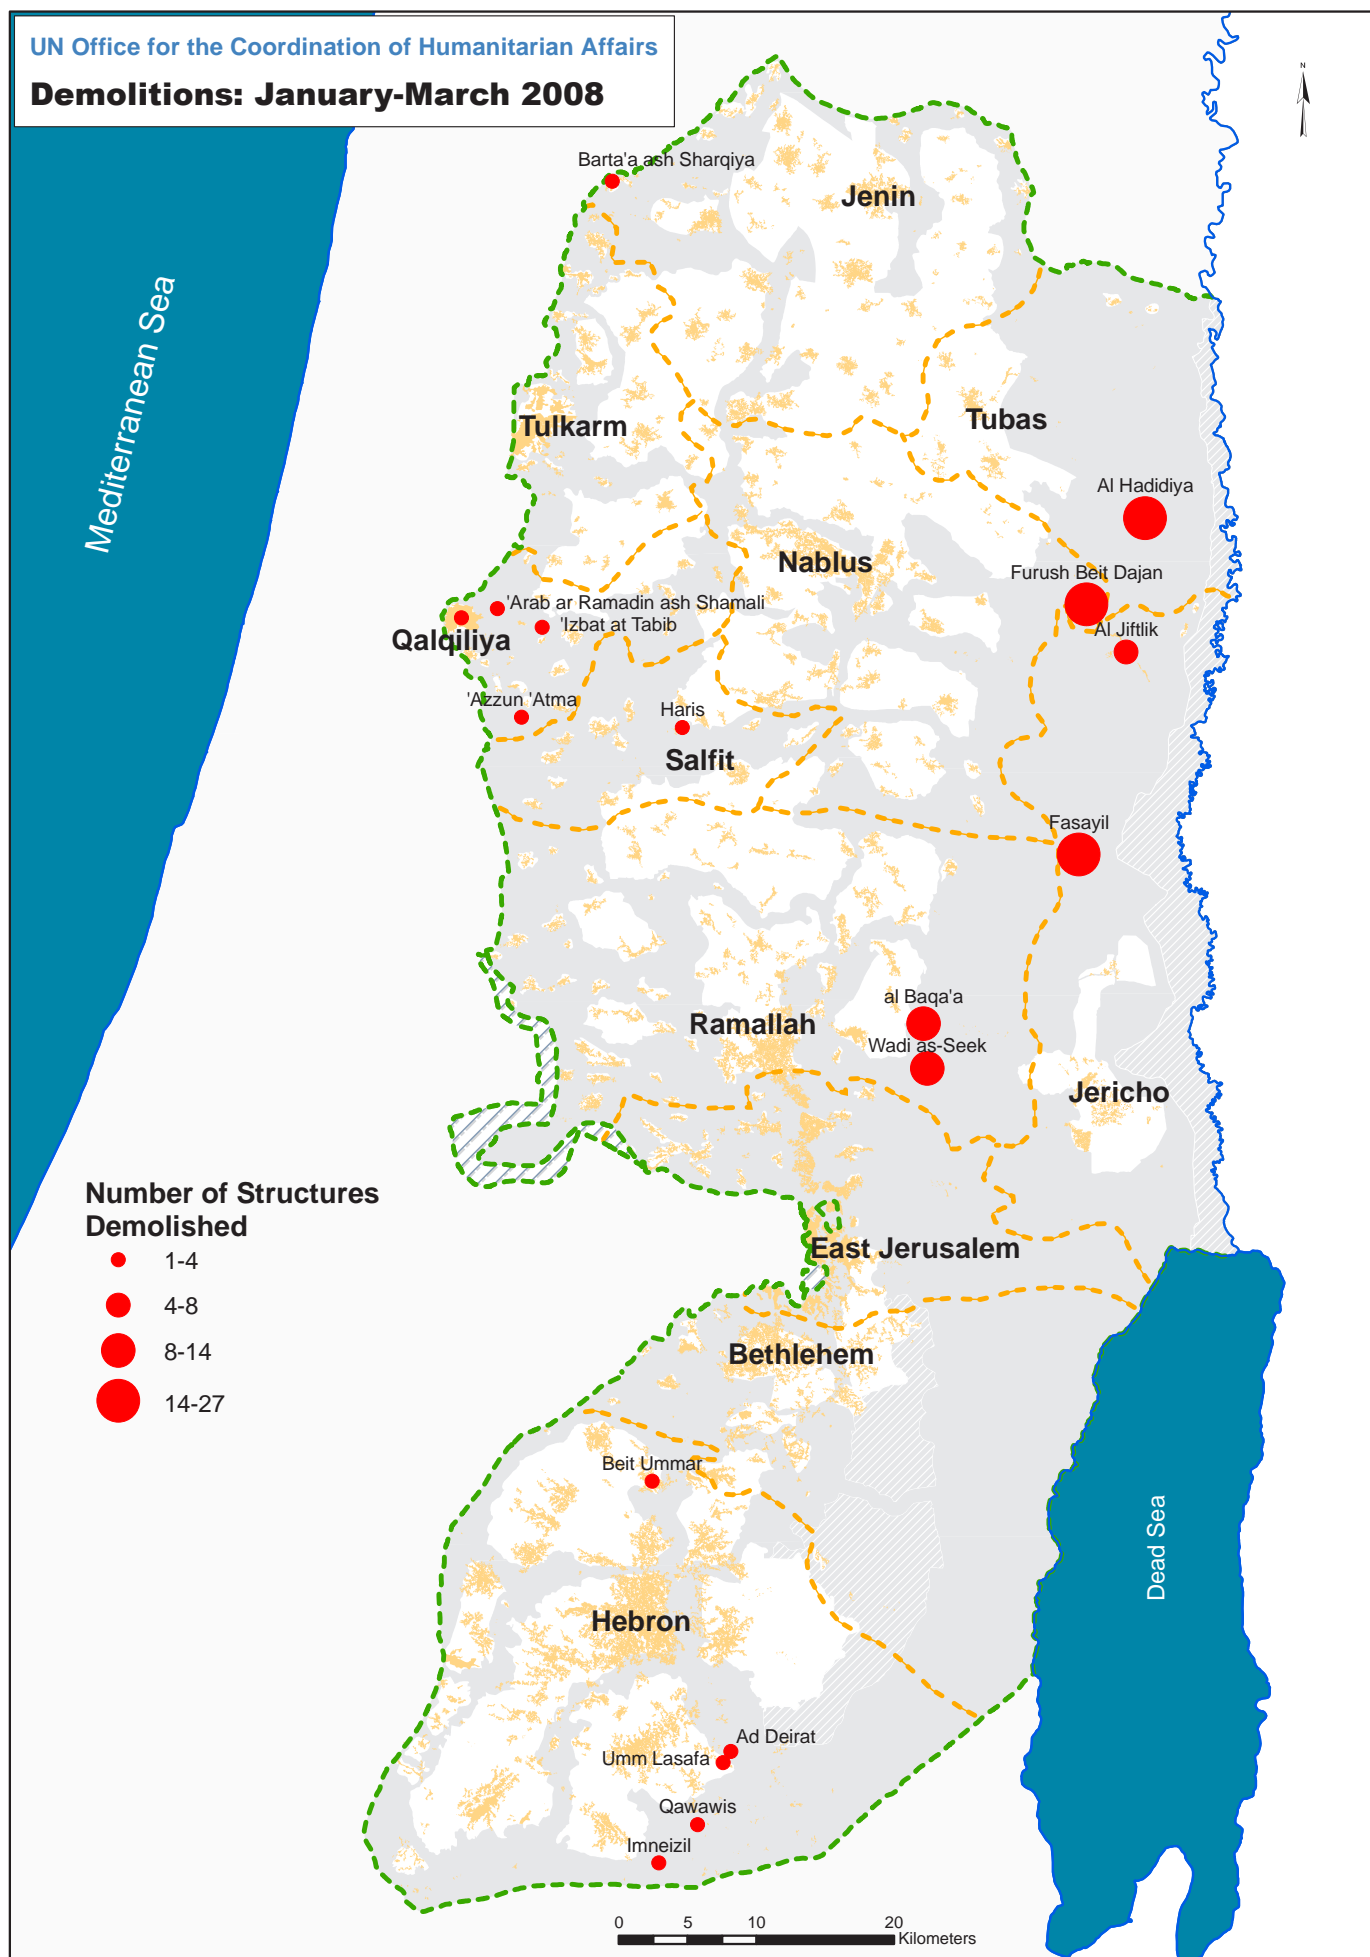 UN Office for the Coordination of Humanitarian Affairs
Demolitions: January-March 2008
N
Barta'a ash Sharqiya
Jenin
Mediterranean Sea
Tulkarm
Tubas
Al Hadidiya
Nablus
Furush Beit Dajan
'Arab ar Ramadin ash Shamali
'Izbat at Tabib
Qalqiliya
Al Jiftlik
'Azzun 'Atma
Haris
Salfit
Fasayil
al Baqa'a
Ramallah
Wadi as-Seek
Jericho
Number of Structures
Demolished
1-4
4-8
8-14
14-27
East Jerusalem
Bethlehem
Beit Ummar
Dead Sea
Hebron
Ad Deirat
Umm Lasafa
Qawawis
Imneizil
0 5 10 20
Kilometers